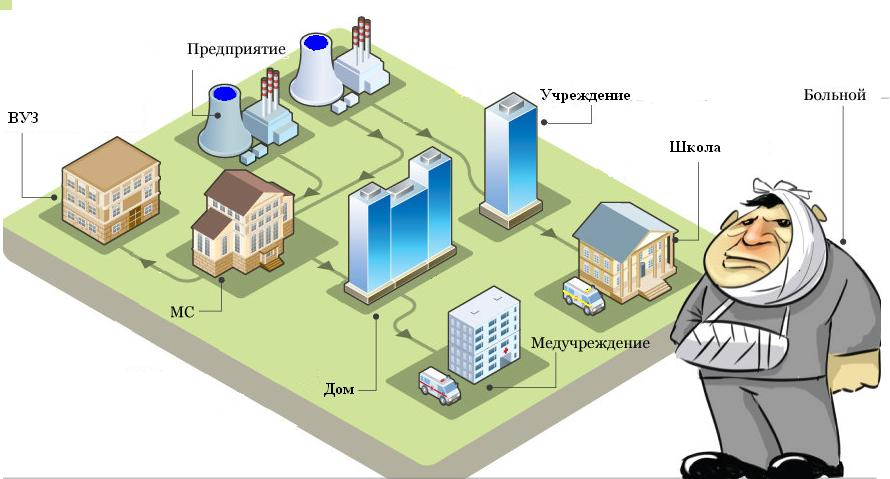 Предприятие
Учреждение
Больной
ВУЗ
Школа
МС
Медучреждение
Дом